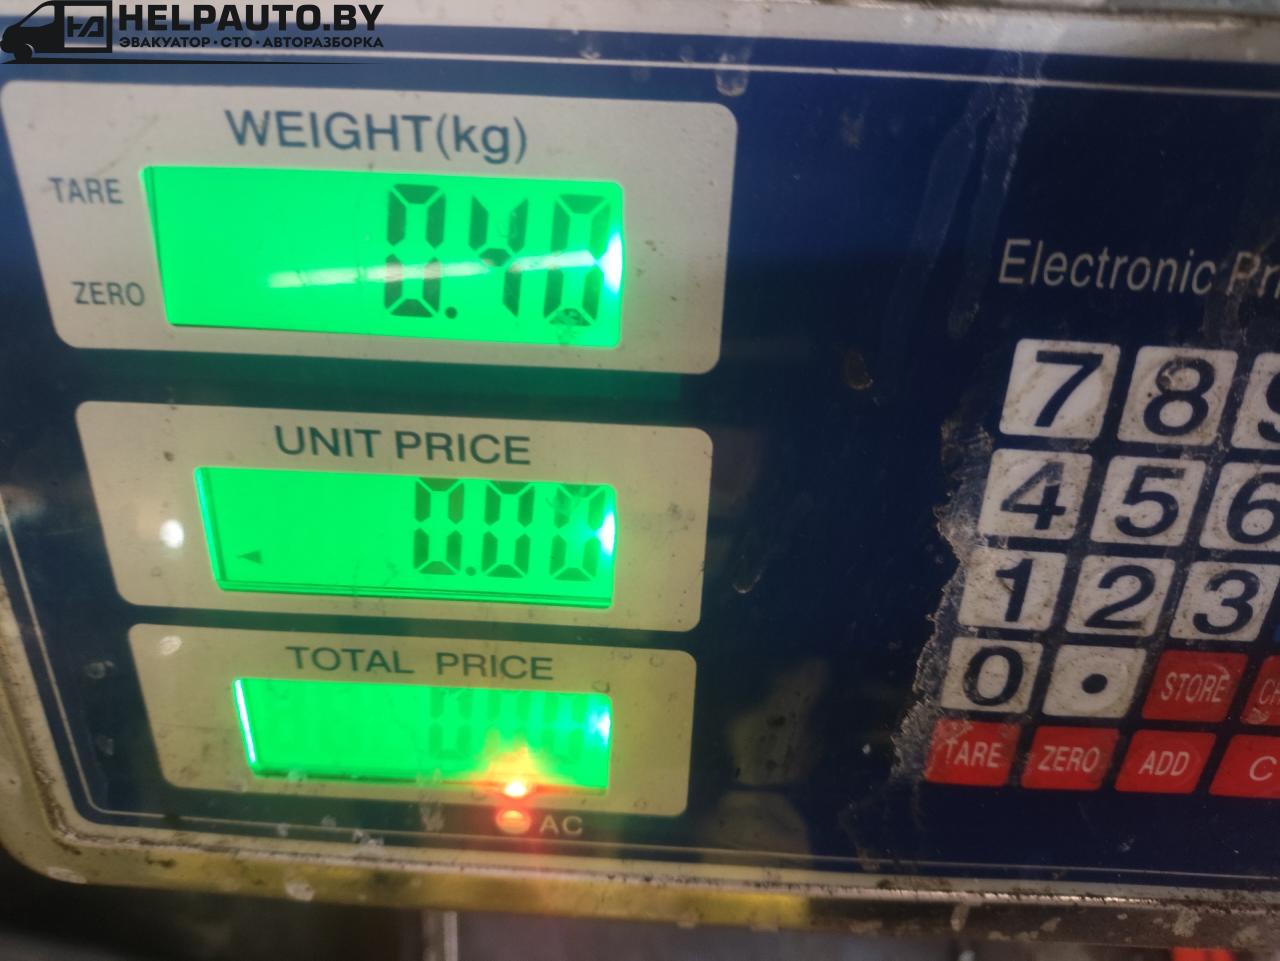 HELPAUTO.BY
ЭВАКУАТОР · СТО · АВТОРАЗБОРКА
WEIGHT(kg)
TARE
0.40
ZERO
Electronic
UNIT PRICE
0.00
TOTAL PRICE
AC
7 8 9
4 5 6
1 2 3
0 • STORE
TARE ZERO ADD C